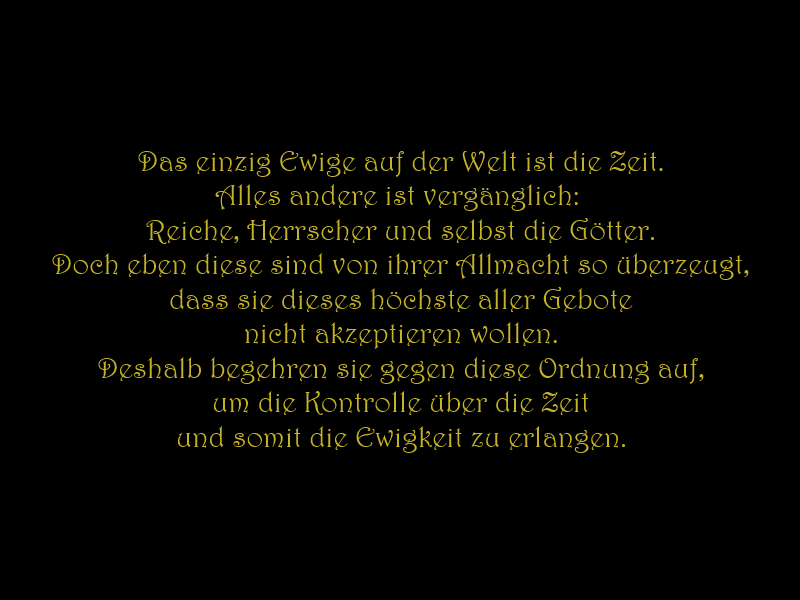 Das einzig Ewige auf der Welt ist die Zeit.
Alles andere ist vergänglich:
Reiche, Herrscher und selbst die Götter.
Doch eben diese sind von ihrer Allmacht so überzeugt,
dass sie dieses höchste aller Gebote
nicht akzeptieren wollen.
Deshalb begehren sie gegen diese Ordnung auf,
um die Kontrolle über die Zeit
und somit die Ewigkeit zu erlangen.